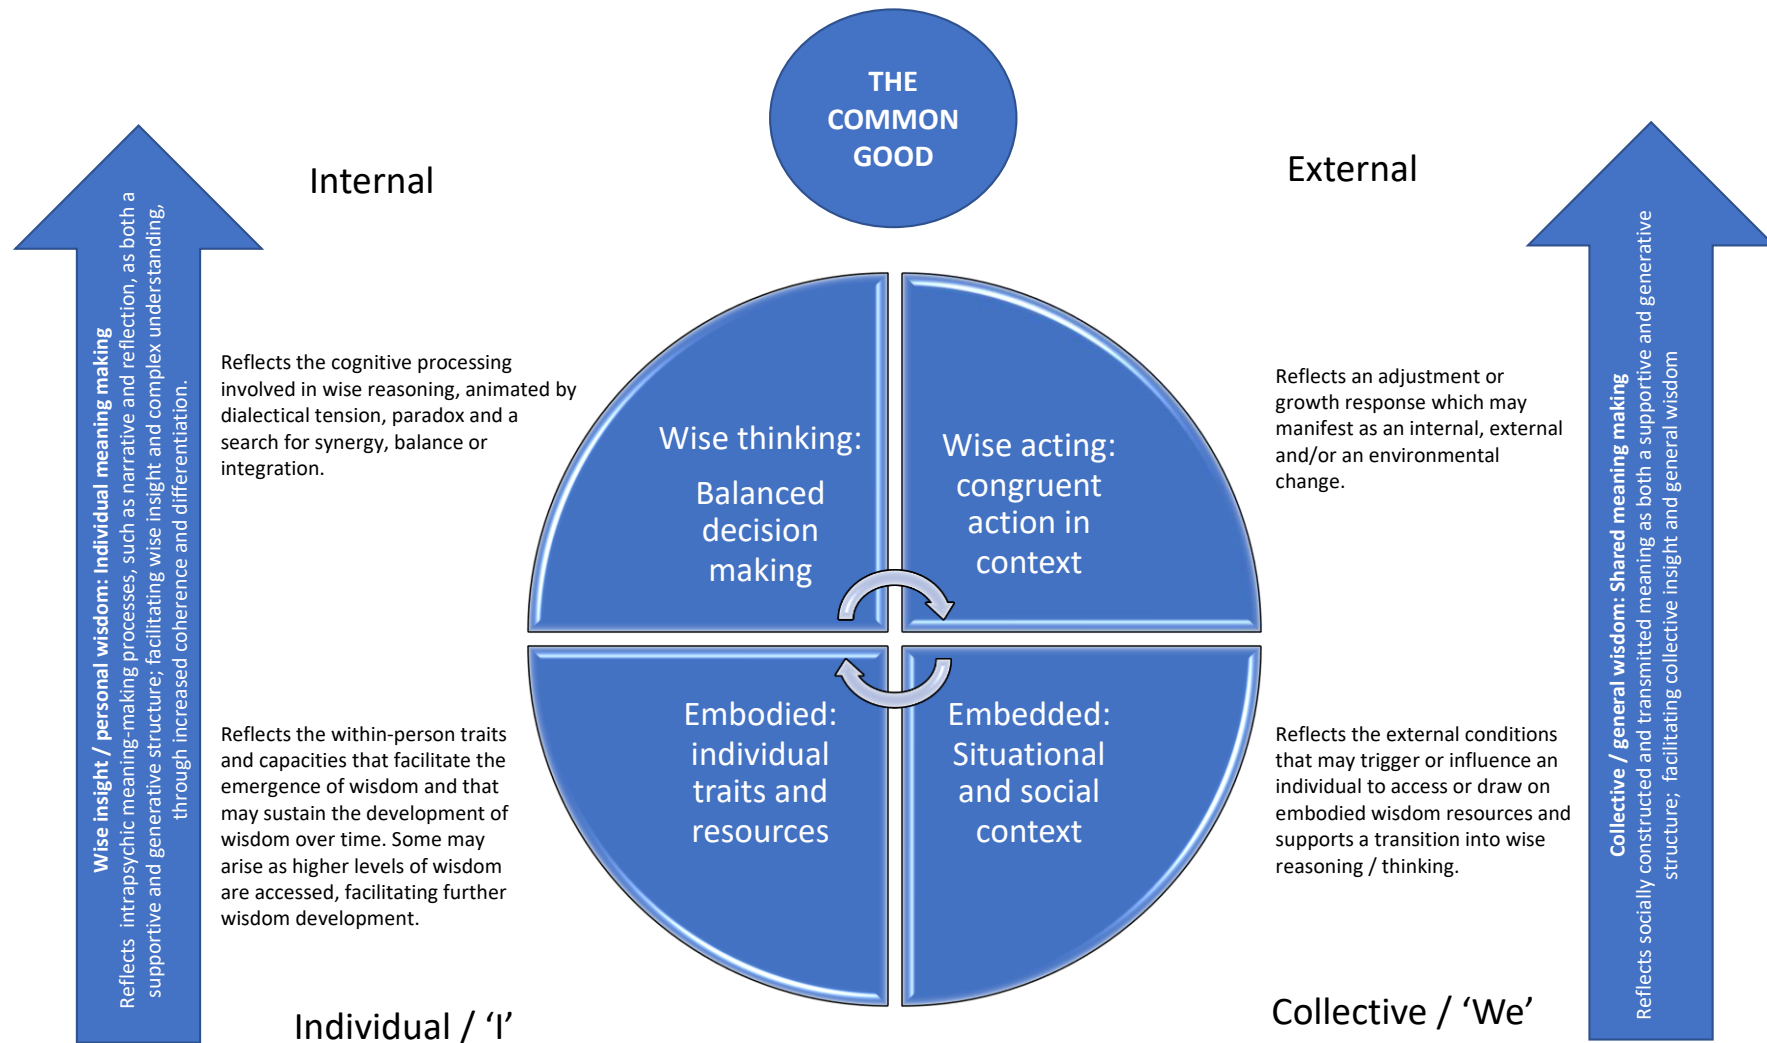 THE
COMMON
GOOD
Internal
External
Wise insight / personal wisdom: Individual meaning making
Reflects intrapsychic meaning-making processes, such as narrative and reflection, as both a
supportive and generative structure; facilitating wise insight and complex understanding,
through increased coherence and differentiation.
Reflects the cognitive processing
involved in wise reasoning, animated by
dialectical tension, paradox and a
search for synergy, balance or
integration.
Wise thinking:
Balanced
decision
making
Wise acting:
congruent
action in
context
Reflects an adjustment or
growth response which may
manifest as an internal, external
and/or an environmental
change.
Reflects the within-person traits
and capacities that facilitate the
emergence of wisdom and that
may sustain the development of
wisdom over time. Some may
arise as higher levels of wisdom
are accessed, facilitating further
wisdom development.
Embodied:
individual
traits and
resources
Embedded:
Situational
and social
context
Reflects the external conditions
that may trigger or influence an
individual to access or draw on
embodied wisdom resources and
supports a transition into wise
reasoning / thinking.
Collective / general wisdom: Shared meaning making
Reflects socially constructed and transmitted meaning as both a supportive and generative
structure; facilitating collective insight and general wisdom
Individual / ‘I’
Collective / ‘We’